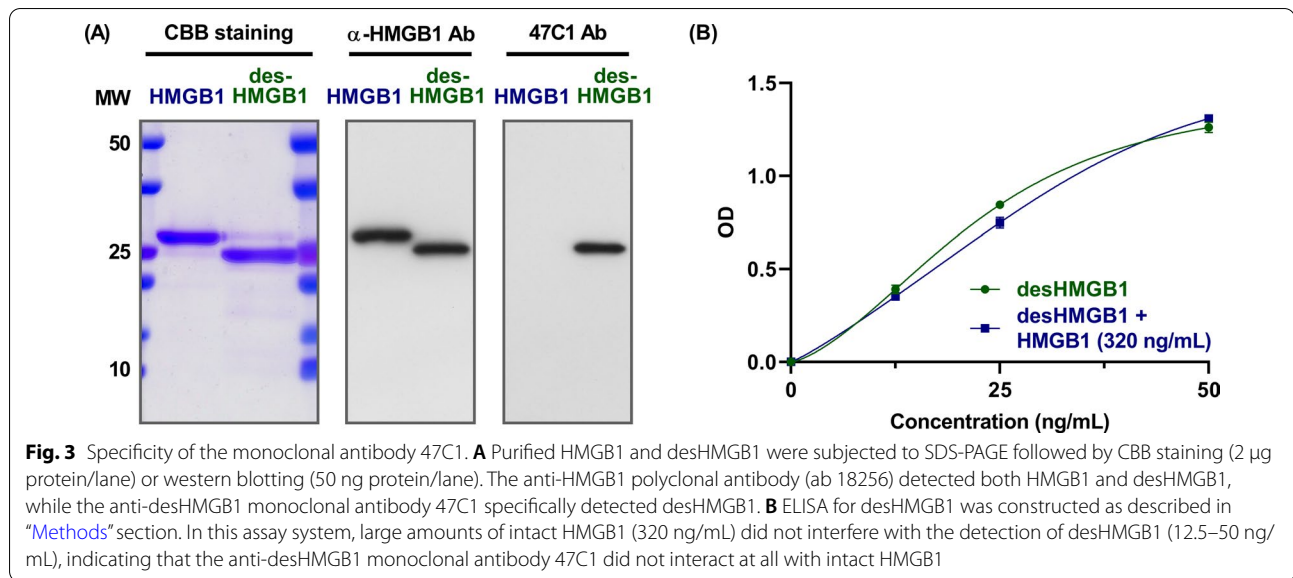 (A)
CBB staining
α-HMGB1 Ab
47C1 Ab
MW
HMGB1
des-
HMGB1
HMGB1
des-
HMGB1
HMGB1
des-
HMGB1
50
25
10
(B)
1.5
1.0
0.5
0.0
OD
desHMGB1
desHMGB1 +
HMGB1 (320 ng/mL)
0
25
50
Concentration (ng/mL)
Fig. 3 Specificity of the monoclonal antibody 47C1. A Purified HMGB1 and desHMGB1 were subjected to SDS-PAGE followed by CBB staining (2 μg
protein/lane) or western blotting (50 ng protein/lane). The anti-HMGB1 polyclonal antibody (ab 18256) detected both HMGB1 and desHMGB1,
while the anti-desHMGB1 monoclonal antibody 47C1 specifically detected desHMGB1. B ELISA for desHMGB1 was constructed as described in
“Methods” section. In this assay system, large amounts of intact HMGB1 (320 ng/mL) did not interfere with the detection of desHMGB1 (12.5–50 ng/
mL), indicating that the anti-desHMGB1 monoclonal antibody 47C1 did not interact at all with intact HMGB1